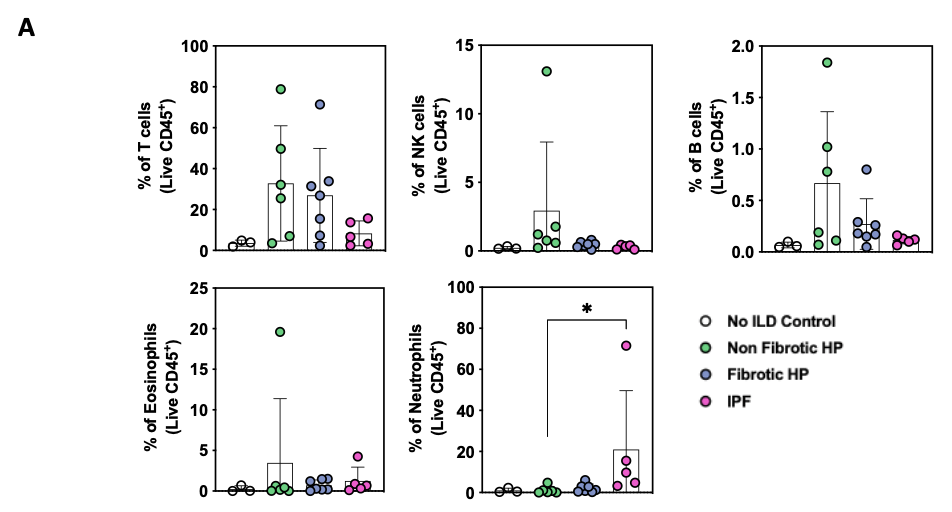 A
% of T cells
(Live CD45+)
100
80
60
40
20
0
% of NK cells
(Live CD45+)
15
10
5
0
% of B cells
(Live CD45+)
2.0
1.5
1.0
0.5
0.0
% of Eosinophils
(Live CD45+)
25
20
15
10
5
0
% of Neutrophils
(Live CD45+)
100
80
60
40
20
0
*
No ILD Control
Non Fibrotic HP
Fibrotic HP
IPF